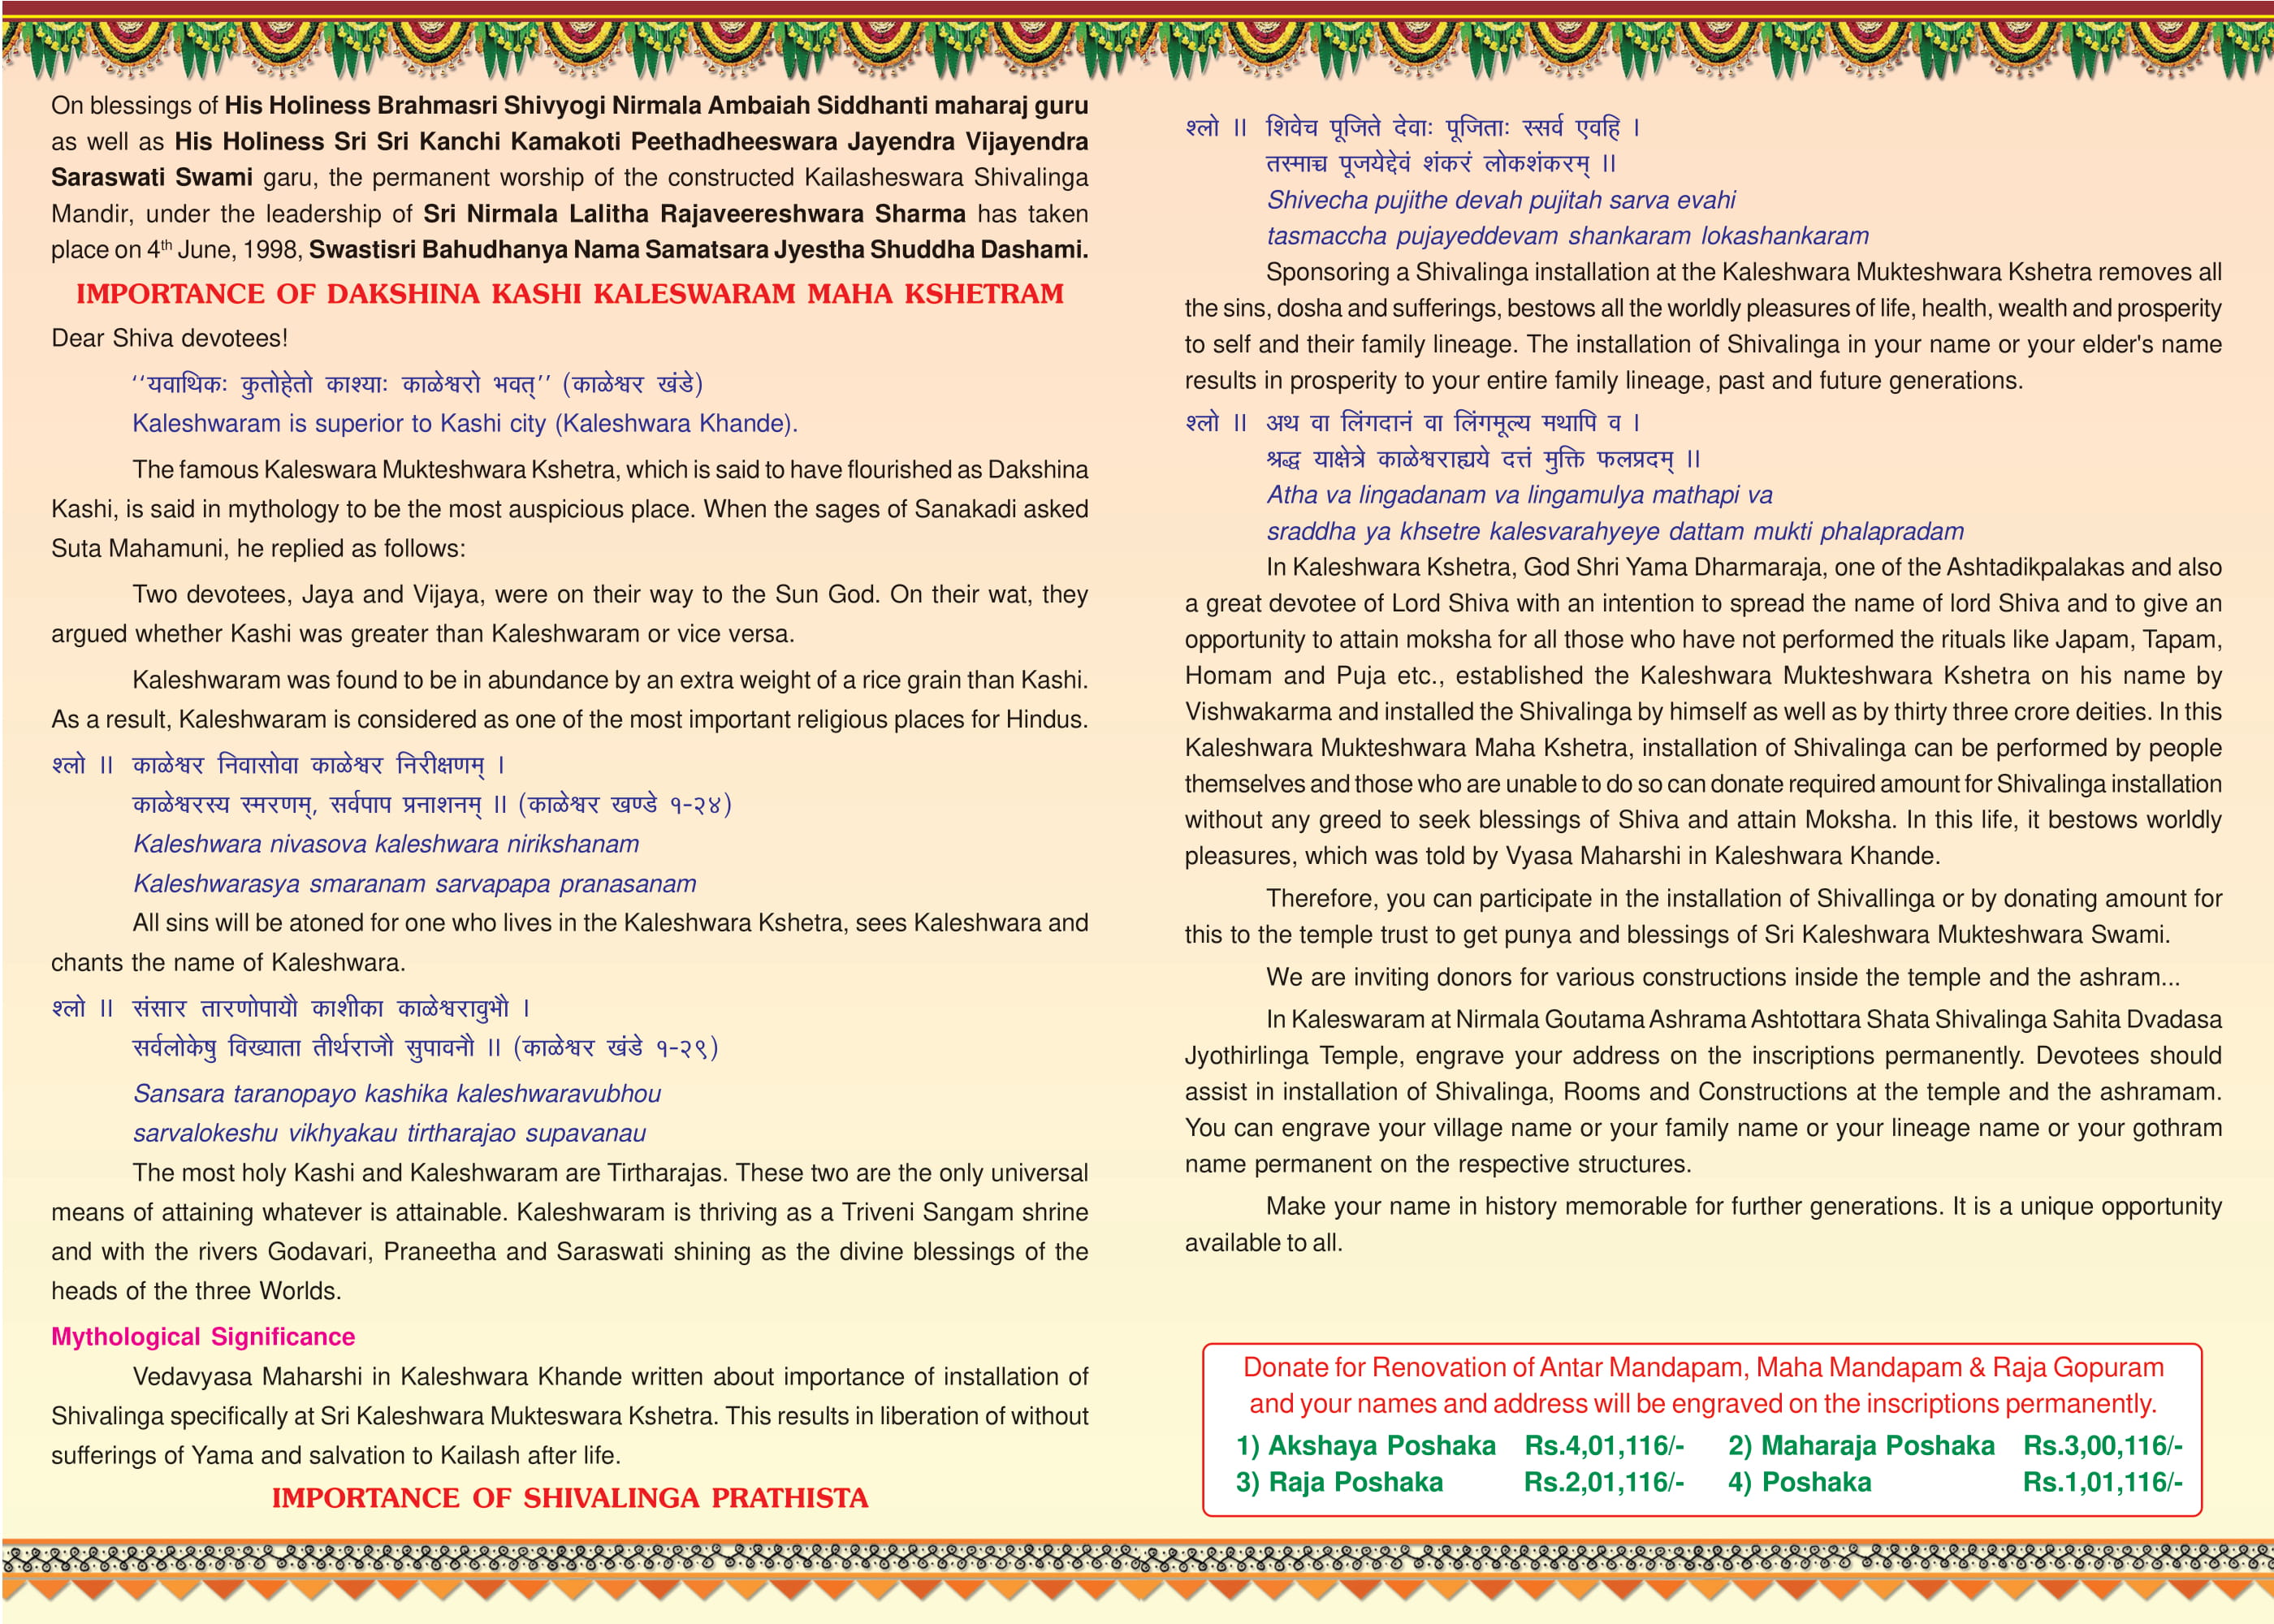 On blessings of His Holiness Brahmasri Shivyogi Nirmala Ambaiah Siddhanti maharaj guru
as well as His Holiness Sri Sri Kanchi Kamakoti Peethadheeswara Jayendra Vijayendra
Saraswati Swami garu, the permanent worship of the constructed Kailasheswara Shivalinga
Mandir, under the leadership of Sri Nirmala Lalitha Rajaveereshwara Sharma has taken
place on 4th June, 1998, Swastisri Bahudhanya Nama Samatsara Jyestha Shuddha Dashami.
IMPORTANCE OF DAKSHINA KASHI KALESWARAM MAHA KSHETRAM
Dear Shiva devotees!
‘‘यवाथिकः कुतोहेतो काश्याः काळेश्वरो भवत्’’ (काळेश्वर खंडे)
Kaleshwaram is superior to Kashi city (Kaleshwara Khande).
The famous Kaleswara Mukteshwara Kshetra, which is said to have flourished as Dakshina
Kashi, is said in mythology to be the most auspicious place. When the sages of Sanakadi asked
Suta Mahamuni, he replied as follows:
Two devotees, Jaya and Vijaya, were on their way to the Sun God. On their wat, they
argued whether Kashi was greater than Kaleshwaram or vice versa.
Kaleshwaram was found to be in abundance by an extra weight of a rice grain than Kashi.
As a result, Kaleshwaram is considered as one of the most important religious places for Hindus.
श्लो ॥ काळेश्वर निवासोवा काळेश्वर निरीक्षणम् ।
काळेश्वरस्य स्मरणम्, सर्वपाप प्रनाशनम् ॥ (काळेश्वर खण्डे १-२४)
Kaleshwara nivasova kaleshwara nirikshanam
Kaleshwarasya smaranam sarvapapa pranasanam
All sins will be atoned for one who lives in the Kaleshwara Kshetra, sees Kaleshwara and
chants the name of Kaleshwara.
श्लो ॥ संसार तारणोपायौ काशीका काळेश्वरावुभौ ।
सर्वलोकेषु विख्याता तीर्थराजौ सुपावनौ ॥ (काळेश्वर खंडे १-२९)
Sansara taranopayo kashika kaleshwaravubhou
sarvalokeshu vikhyakau tirtharajao supavanau
The most holy Kashi and Kaleshwaram are Tirtharajas. These two are the only universal
means of attaining whatever is attainable. Kaleshwaram is thriving as a Triveni Sangam shrine
and with the rivers Godavari, Praneetha and Saraswati shining as the divine blessings of the
heads of the three Worlds.
Mythological Significance
Vedavyasa Maharshi in Kaleshwara Khande written about importance of installation of
Shivalinga specifically at Sri Kaleshwara Mukteswara Kshetra. This results in liberation of without
sufferings of Yama and salvation to Kailash after life.
IMPORTANCE OF SHIVALINGA PRATHISTA
श्लो ॥ शिवेच पूजिते देवाः पूजिताः स्सर्व एवहि ।
तस्माच्च पूजयेद्देवं शंकरं लोकशंकरम् ॥
Shivecha pujithe devah pujitah sarva evahi
tasmaccha pujayeddevam shankaram lokashankaram
Sponsoring a Shivalinga installation at the Kaleshwara Mukteshwara Kshetra removes all
the sins, dosha and sufferings, bestows all the worldly pleasures of life, health, wealth and prosperity
to self and their family lineage. The installation of Shivalinga in your name or your elder's name
results in prosperity to your entire family lineage, past and future generations.
श्लो ॥ अथ वा लिंगदानं वा लिंगमूल्य मथापि व ।
श्रद्ध याक्षेत्रे काळेश्वराह्यये दत्तं मुक्ति फलप्रदम् ॥
Atha va lingadanam va lingamulya mathapi va
sraddha ya khsetre kalesvarahyeye dattam mukti phalapradam
In Kaleshwara Kshetra, God Shri Yama Dharmaraja, one of the Ashtadikpalakas and also
a great devotee of Lord Shiva with an intention to spread the name of lord Shiva and to give an
opportunity to attain moksha for all those who have not performed the rituals like Japam, Tapam,
Homam and Puja etc., established the Kaleshwara Mukteshwara Kshetra on his name by
Vishwakarma and installed the Shivalinga by himself as well as by thirty three crore deities. In this
Kaleshwara Mukteshwara Maha Kshetra, installation of Shivalinga can be performed by people
themselves and those who are unable to do so can donate required amount for Shivalinga installation
without any greed to seek blessings of Shiva and attain Moksha. In this life, it bestows worldly
pleasures, which was told by Vyasa Maharshi in Kaleshwara Khande.
Therefore, you can participate in the installation of Shivallinga or by donating amount for
this to the temple trust to get punya and blessings of Sri Kaleshwara Mukteshwara Swami.
We are inviting donors for various constructions inside the temple and the ashram...
In Kaleswaram at Nirmala Goutama Ashrama Ashtottara Shata Shivalinga Sahita Dvadasa
Jyothirlinga Temple, engrave your address on the inscriptions permanently. Devotees should
assist in installation of Shivalinga, Rooms and Constructions at the temple and the ashramam.
You can engrave your village name or your family name or your lineage name or your gothram
name permanent on the respective structures.
Make your name in history memorable for further generations. It is a unique opportunity
available to all.
Donate for Renovation of Antar Mandapam, Maha Mandapam & Raja Gopuram
and your names and address will be engraved on the inscriptions permanently.
1) Akshaya Poshaka Rs.4,01,116/- 2) Maharaja Poshaka Rs.3,00,116/-
3) Raja Poshaka Rs.2,01,116/- 4) Poshaka Rs.1,01,116/-